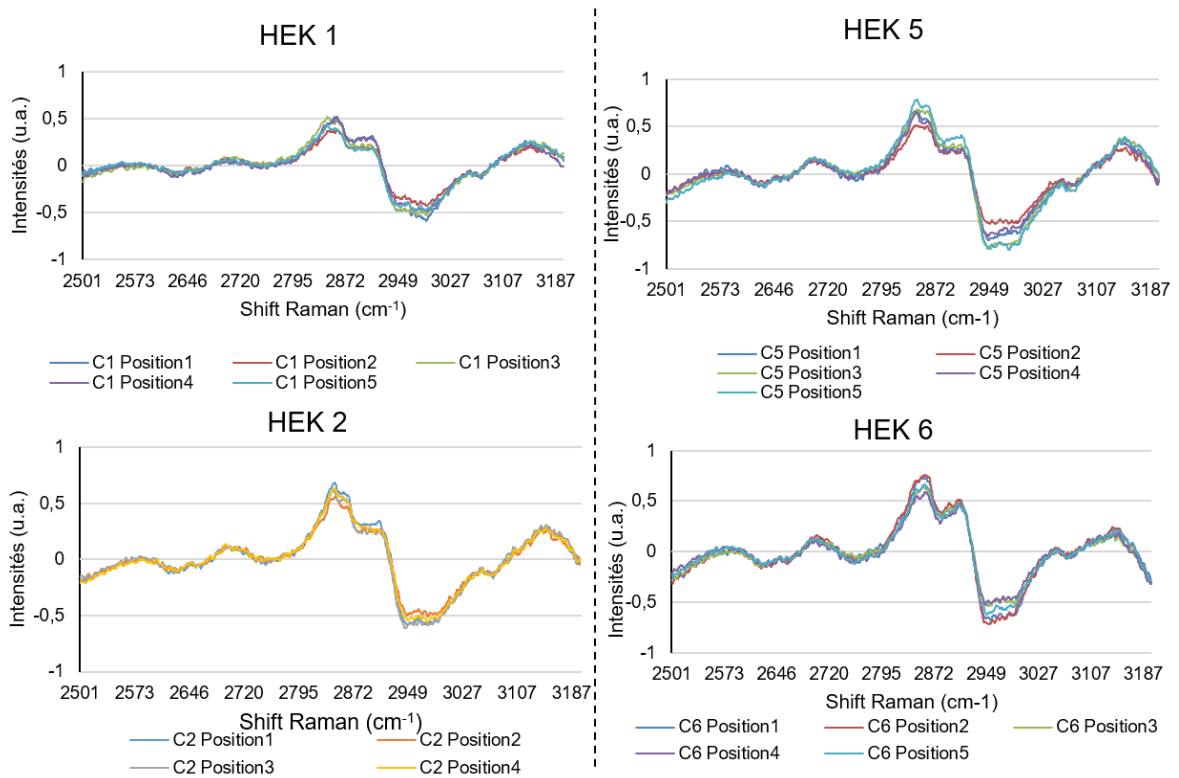 HEK 1
Intensités (u.a.)
1
0,5
0
-0,5
-1
2501 2573 2646 2720 2795 2872 2949 3027 3107 3187
Shift Raman (cm-1)
C1 Position1 C1 Position2 C1 Position3
C1 Position4 C1 Position5
HEK 2
Intensités (u.a.)
1
0,5
0
-0,5
-1
2501 2573 2646 2720 2795 2872 2949 3027 3107 3187
Shift Raman (cm-1)
C2 Position1 C2 Position2
C2 Position3 C2 Position4
HEK 5
Intensités (u.a.)
1
0,5
0
-0,5
-1
2501 2573 2646 2720 2795 2872 2949 3027 3107 3187
Shift Raman (cm-1)
C5 Position1 C5 Position2
C5 Position3 C5 Position4
C5 Position5
HEK 6
Intensités (u.a.)
1
0,5
0
-0,5
-1
2501 2573 2646 2720 2795 2872 2949 3027 3107 3187
Shift Raman (cm-1)
C6 Position1 C6 Position2 C6 Position3
C6 Position4 C6 Position5